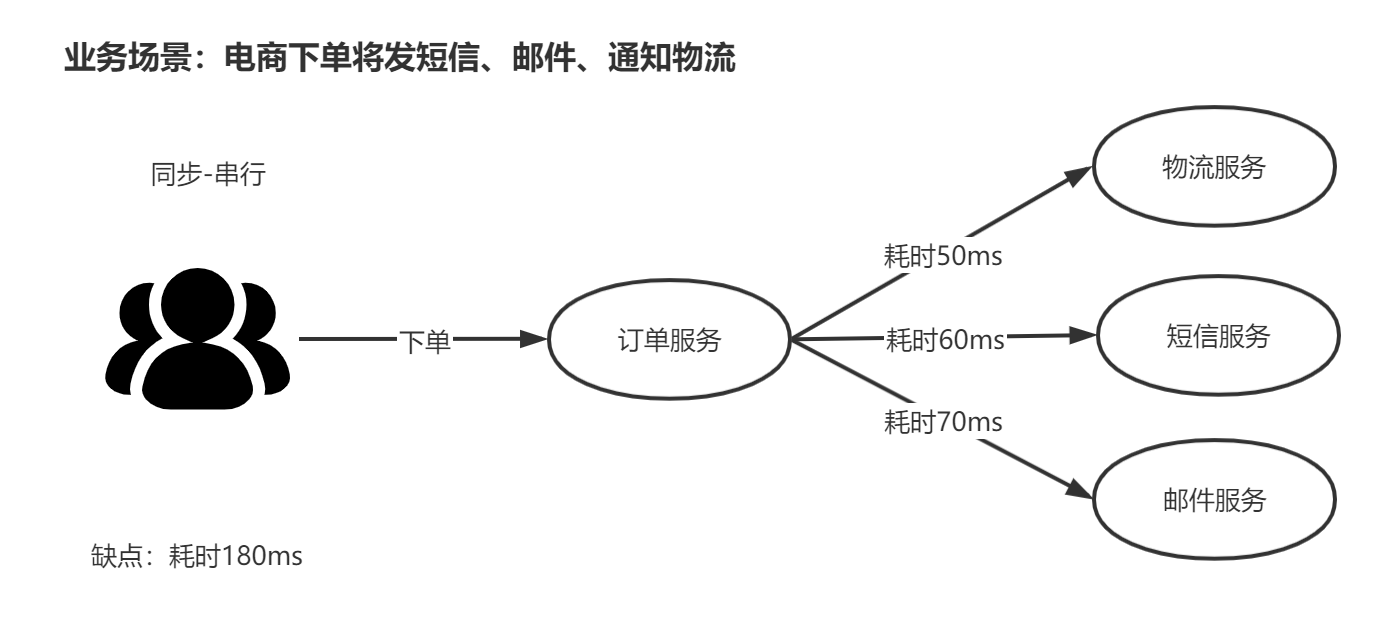 业务场景：电商下单将发短信、邮件、通知物流
同步-串行
物流服务
耗时50ms
下单
订单服务
耗时60ms
短信服务
耗时70ms
邮件服务
缺点：耗时180ms